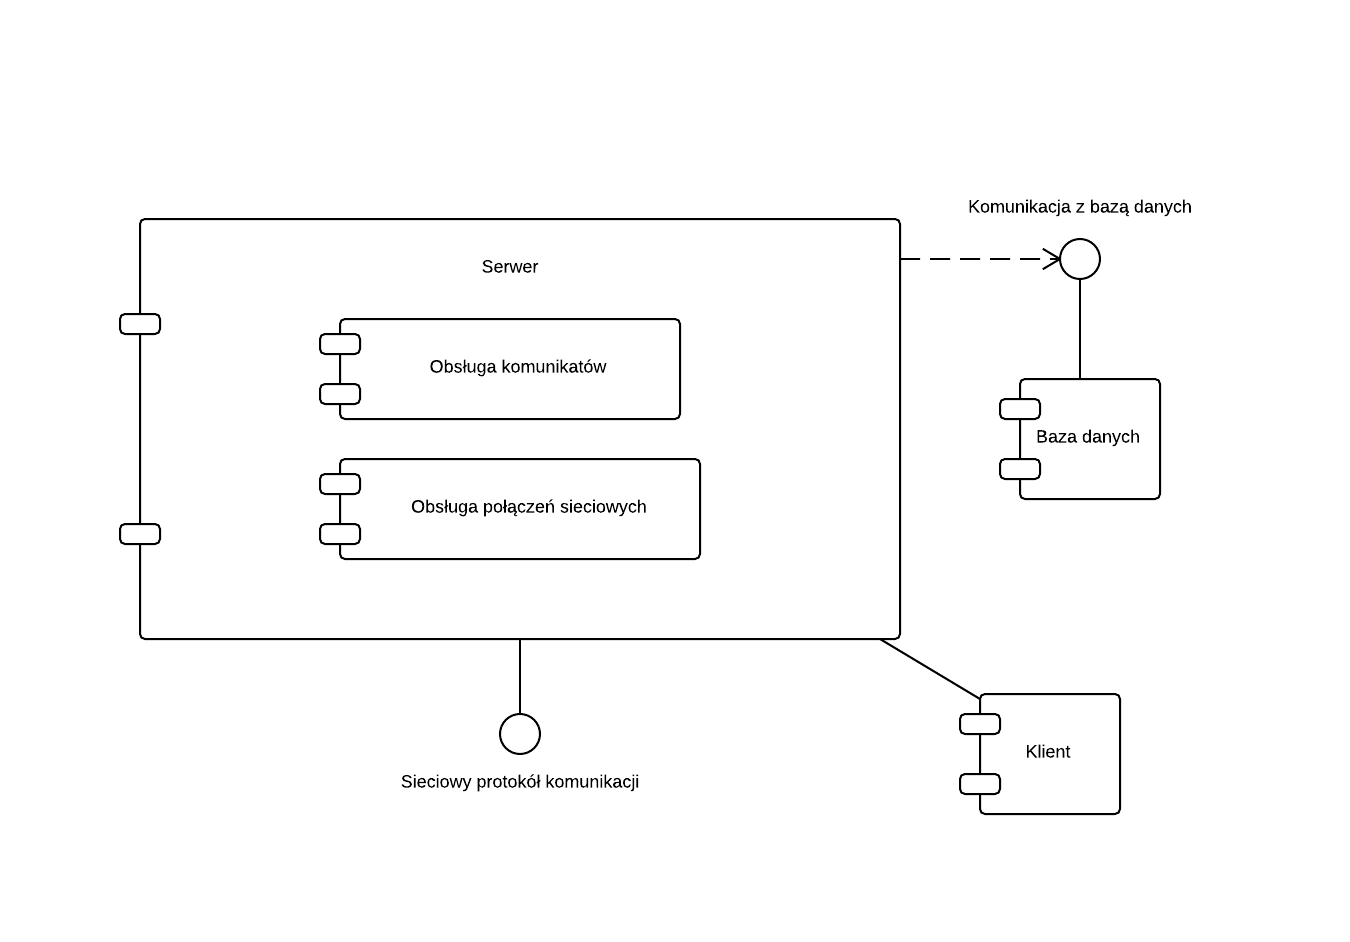 Komunikacja z bazą danych
Serwer
Obsługa komunikatów
Baza danych
Obsługa połączeń sieciowych
Klient
Sieciowy protokół komunikacji